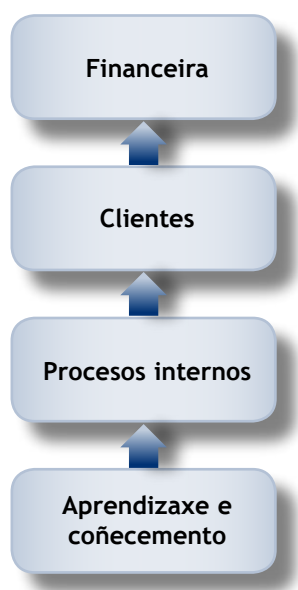 Financeira
Clientes
Procesos internos
Aprendizaxe e
coñecemento